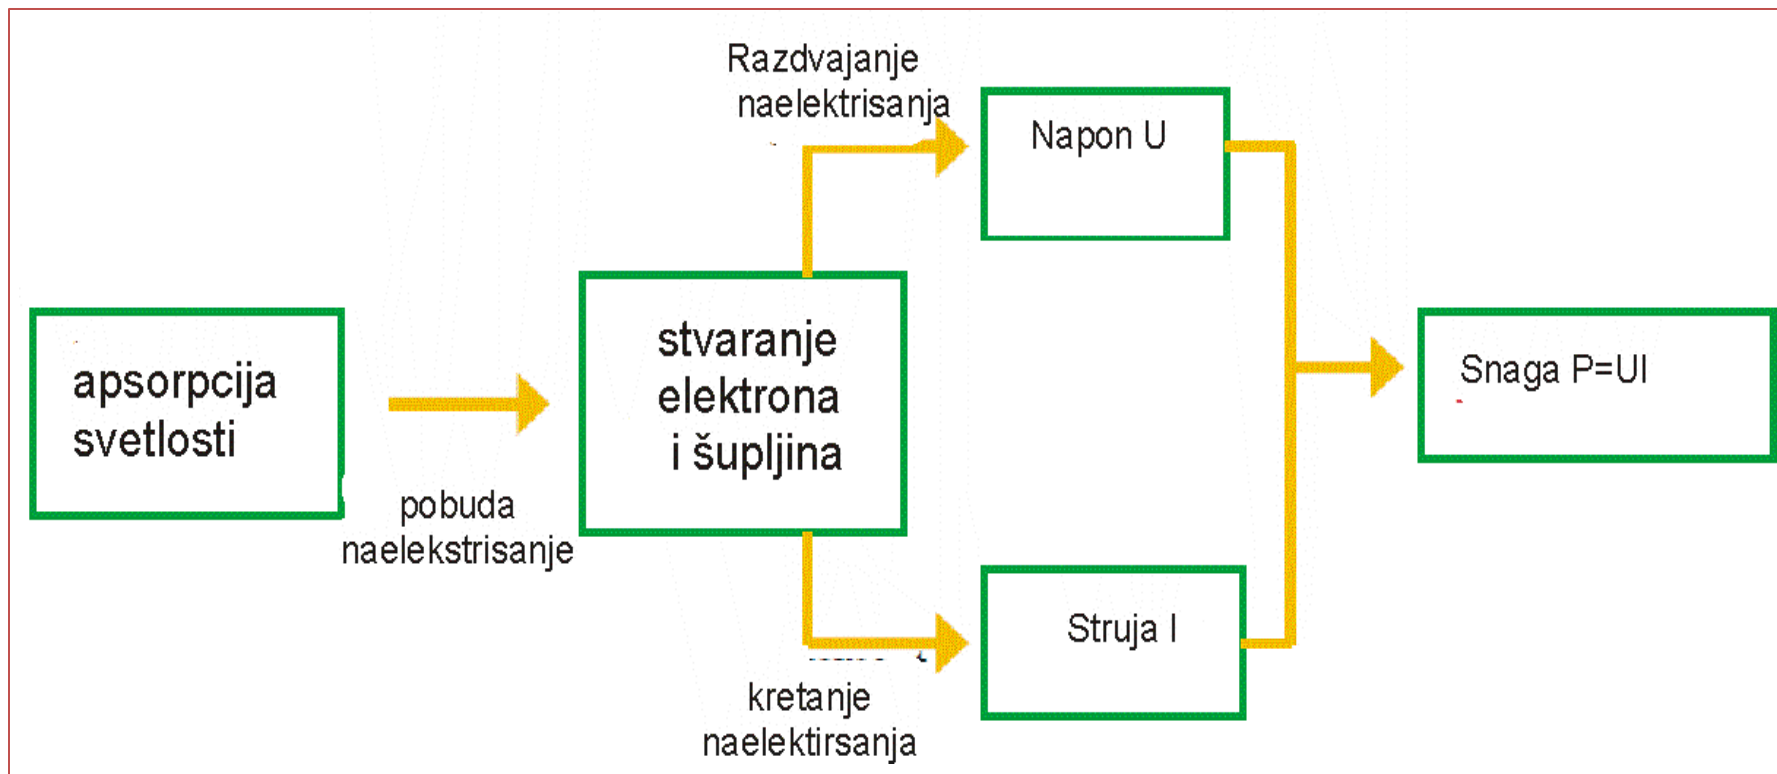 apsorpcija
svetlosti
pobuda
naelekstrisanje
stvaranje
elektrona
i šupljina
Razdvajanje
naelektrisanja
Napon U
kretanje
naelektirsanja
Struja I
Snaga P=UI